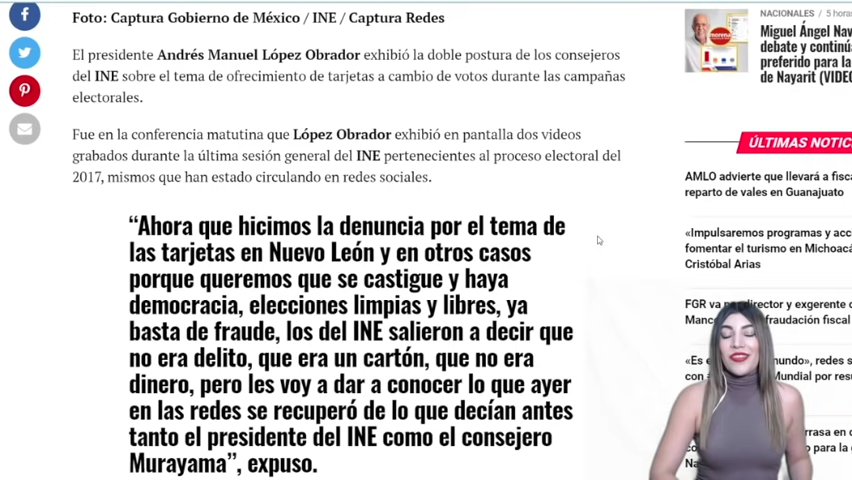 Foto: Captura Gobierno de México / INE / Captura Redes
El presidente Andrés Manuel López Obrador exhibió la doble postura de los consejeros
del INE sobre el tema de ofrecimiento de tarjetas a cambio de votos durante las campañas
electorales.
Fue en la conferencia matutina que López Obrador exhibió en pantalla dos videos
grabados durante la última sesión general del INE pertenecientes al proceso electoral del
2017, mismos que han estado circulando en redes sociales.
“Ahora que hicimos la denuncia por el tema de
las tarjetas en Nuevo León y en otros casos
porque queremos que se castigue y haya
democracia, elecciones limpias y libres, ya
basta de fraude, los del INE salieron a decir que
no era delito, que era un cartón, que no era
dinero, pero les voy a dar a conocer lo que ayer
en las redes se recuperó de lo que decían antes
tanto el presidente del INE como el consejero
Murayama”, expuso.
morena
NACIONALES / 5 horas
Miguel Ángel Nav
debate y continú
preferido para la
de Nayarit (VIDEO
ÚLTIMAS NOTIC
AMLO advierte que llevará a fisca
reparto de vales en Guanajuato
«Impulsaremos programas y acc
fomentar el turismo en Michoacá
Cristóbal Arias
FGR va director y exgerente
fraudación fiscal
«Es e undo», redes s
con Mundial por resu
rrasa en
o para la
Na